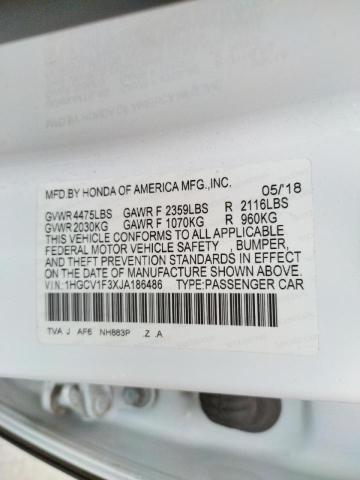 MFD.BY HONDA OF AMERICA MFG.,INC. 05/'18
GVWR 4475LBS GAWR F 2359LBS R 2116LBS
GVWR 2030KG GAWR F 1070KG R 960KG
THIS VEHICLE CONFORMS TO ALL APPLICABLE
FEDERAL MOTOR VEHICLE SAFETY , BUMPER,
AND THEFT PREVENTION STANDARDS IN EFFECT
ON THE DATE OF MANUFACTURE SHOWN ABOVE.
V.I.N: 1HGCV1F3XJA186486 TYPE:PASSENGER CAR
TVA J AF6 NH883P .Z .A